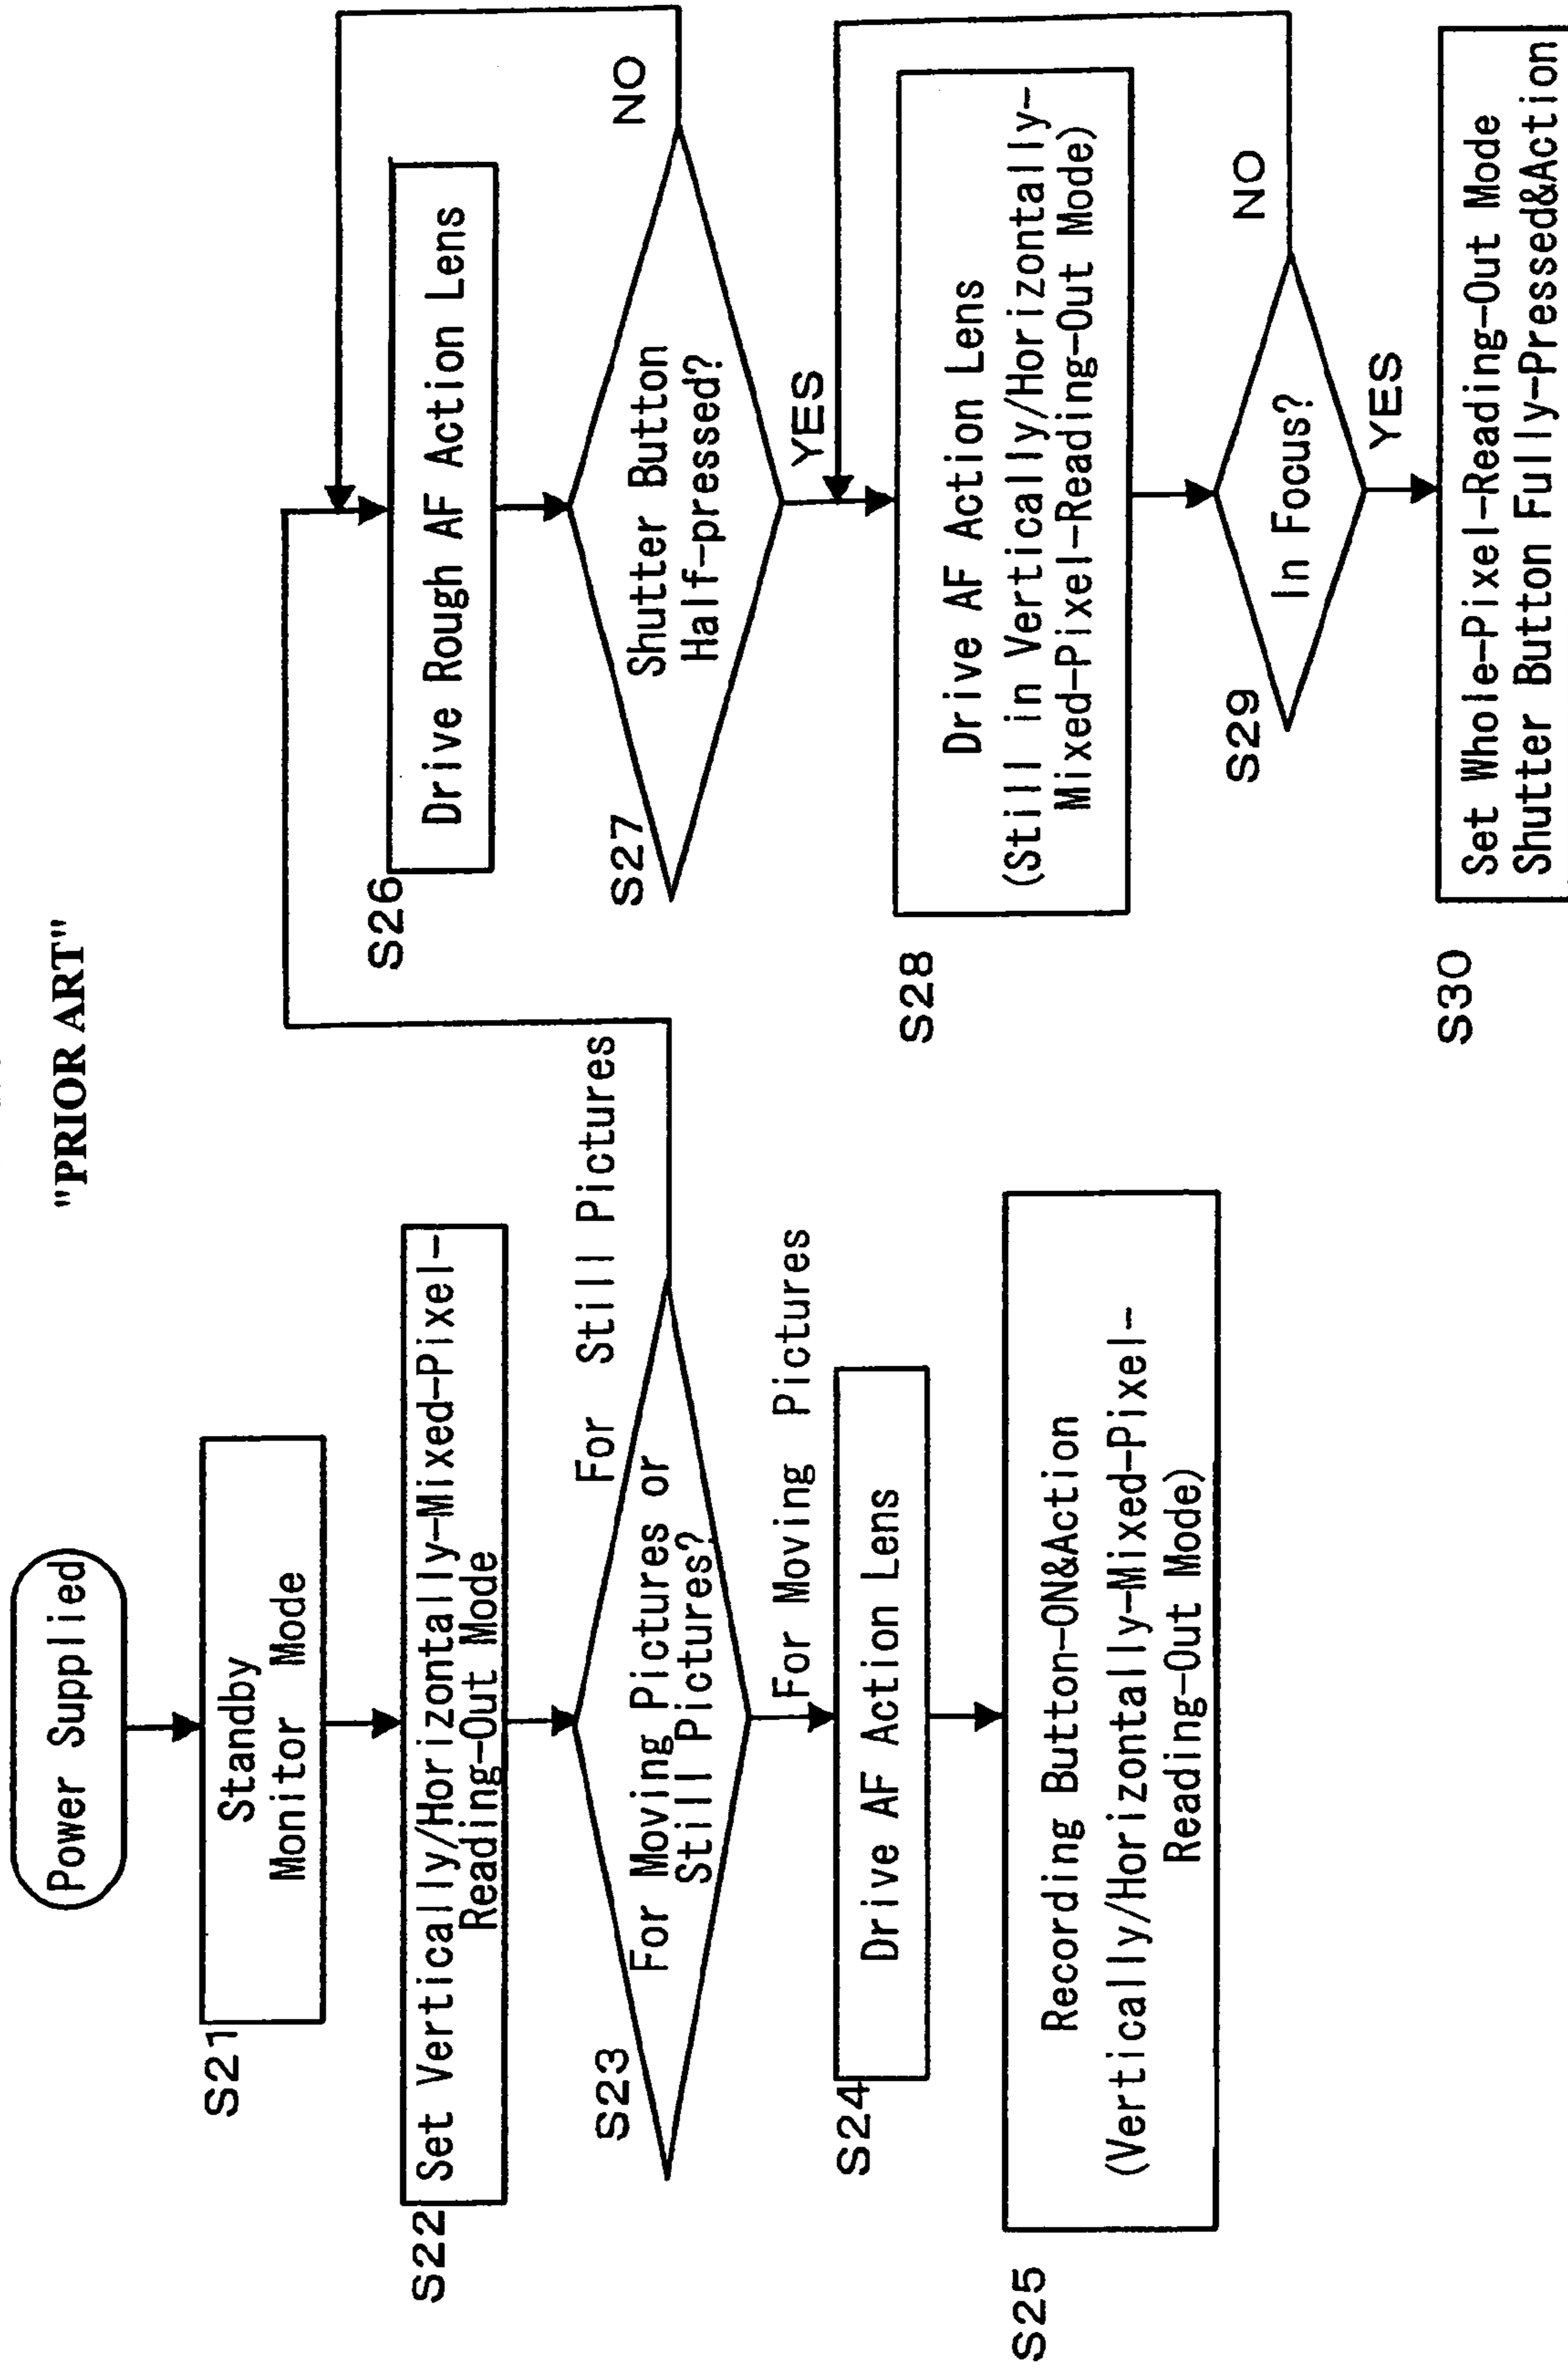 "PRIOR ART"
Power Supplied
S21
Standby
Monitor Mode
S22
Set Vertically/Horizontally-Mixed-Pixel-
Reading-Out Mode
S23
For Moving Pictures or
Still Pictures?
For Still Pictures
For Moving Pictures
S24
Drive AF Action Lens
S25
Recording Button-ON&Action
(Vertically/Horizontally-Mixed-Pixel-
Reading-Out Mode)
S26
Drive Rough AF Action Lens
S27
Shutter Button
Half-pressed?
NO
YES
S28
Drive AF Action Lens
(Still in Vertically/Horizontally-
Mixed-Pixel-Reading-Out Mode)
S29
In Focus?
NO
YES
S30
Set Whole-Pixel-Reading-Out Mode
Shutter Button Fully-Pressed&Action